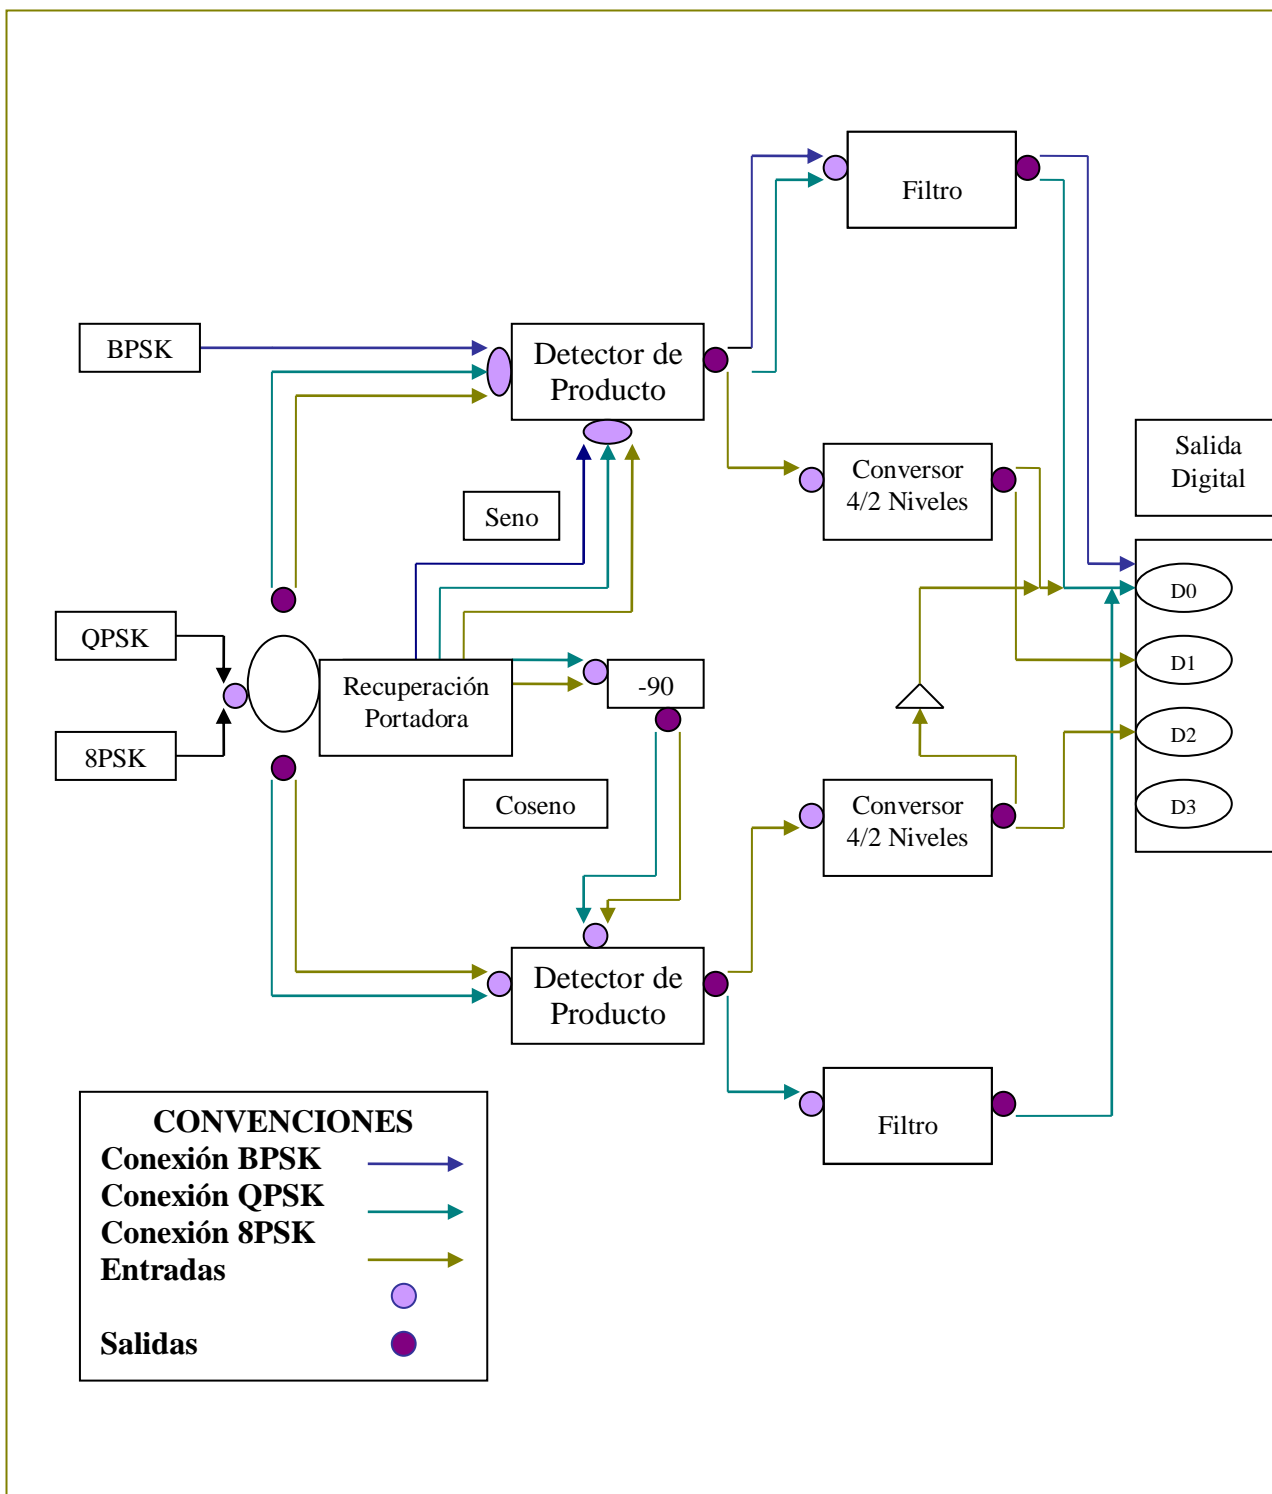 Filtro
BPSK
Detector de
Producto
Salida
Digital
Conversor
4/2 Niveles
Seno
D0
QPSK
D1
Recuperación
Portadora
-90
D2
8PSK
Coseno
Conversor
4/2 Niveles
D3
Detector de
Producto
CONVENCIONES
Conexión BPSK
Conexión QPSK
Conexión 8PSK
Entradas
Salidas
Filtro